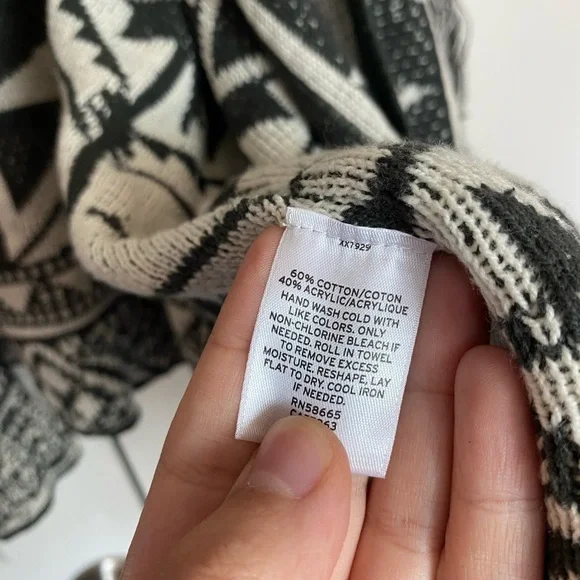 XX7929
60% COTTON/COTON
40% ACRYLIC/ACRYLIQUE
HAND WASH COLD WITH
LIKE COLORS. ONLY
NON-CHLORINE BLEACH IF
NEEDED. ROLL IN TOWEL
TO REMOVE EXCESS
MOISTURE. RESHAPE, LAY
FLAT TO DRY. COOL IRON
IF NEEDED.
RN58665